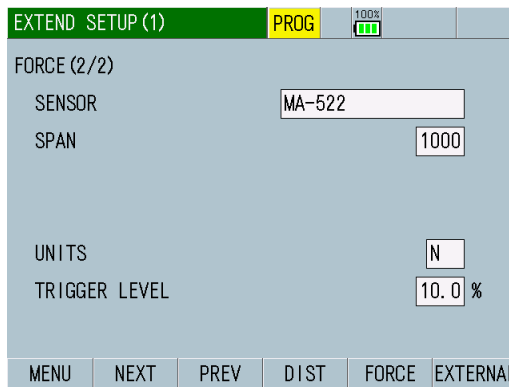 EXTEND SETUP(1) PROG 100%
FORCE(2/2)
SENSOR MA-522
SPAN 1000
UNITS N
TRIGGER LEVEL 10.0 %
MENU NEXT PREV DIST FORCE EXTERNA